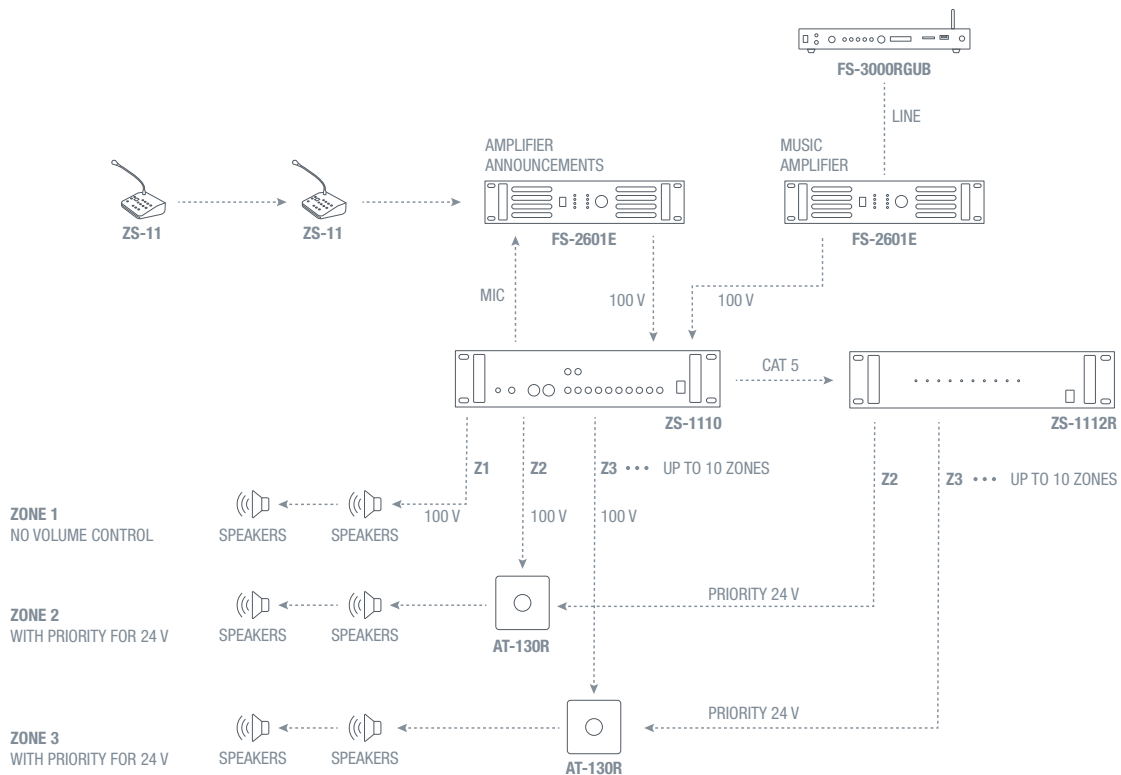 FS-3000RGUB
LINE
AMPLIFIER
ANNOUNCEMENTS
MUSIC
AMPLIFIER
ZS-11
ZS-11
FS-2601E
FS-2601E
MIC
100 V
100 V
CAT 5
ZS-1110
ZS-1112R
Z1
Z2
Z3 ••• UP TO 10 ZONES
Z2
Z3 ••• UP TO 10 ZONES
ZONE 1
NO VOLUME CONTROL
SPEAKERS
SPEAKERS
100 V
100 V
100 V
ZONE 2
WITH PRIORITY FOR 24 V
SPEAKERS
SPEAKERS
AT-130R
PRIORITY 24 V
ZONE 3
WITH PRIORITY FOR 24 V
SPEAKERS
SPEAKERS
AT-130R
PRIORITY 24 V